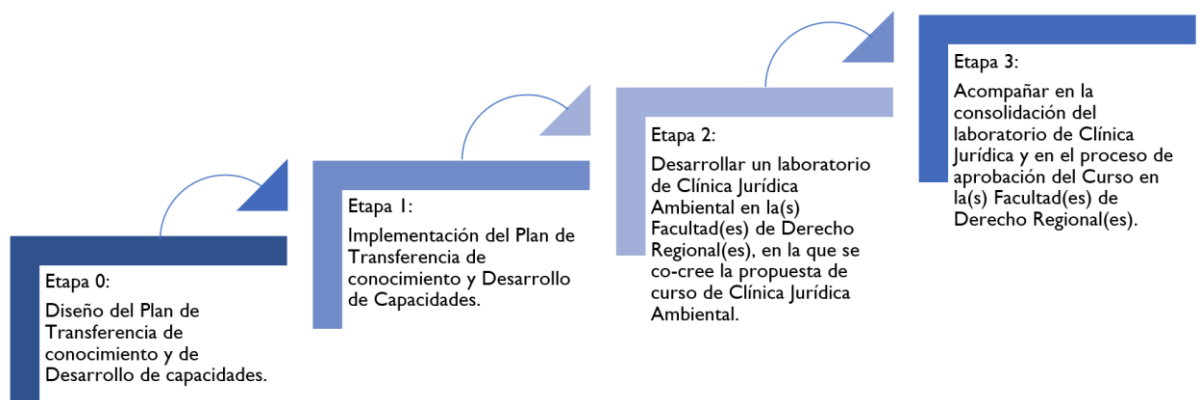 Etapa 0:
Diseño del Plan de
Transferencia de
conocimiento y de
Desarrollo de capacidades.
Etapa 1:
Implementación del Plan de
Transferencia de
conocimiento y Desarrollo
de Capacidades.
Etapa 2:
Desarrollar un laboratorio
de Clínica Jurídica
Ambiental en la(s)
Facultad(es) de Derecho
Regional(es), en la que se
co-cree la propuesta de
curso de Clínica Jurídica
Ambiental.
Etapa 3:
Acompañar en la
consolidación del
laboratorio de Clínica
Jurídica y en el proceso de
aprobación del Curso en
la(s) Facultad(es) de
Derecho Regional(es).